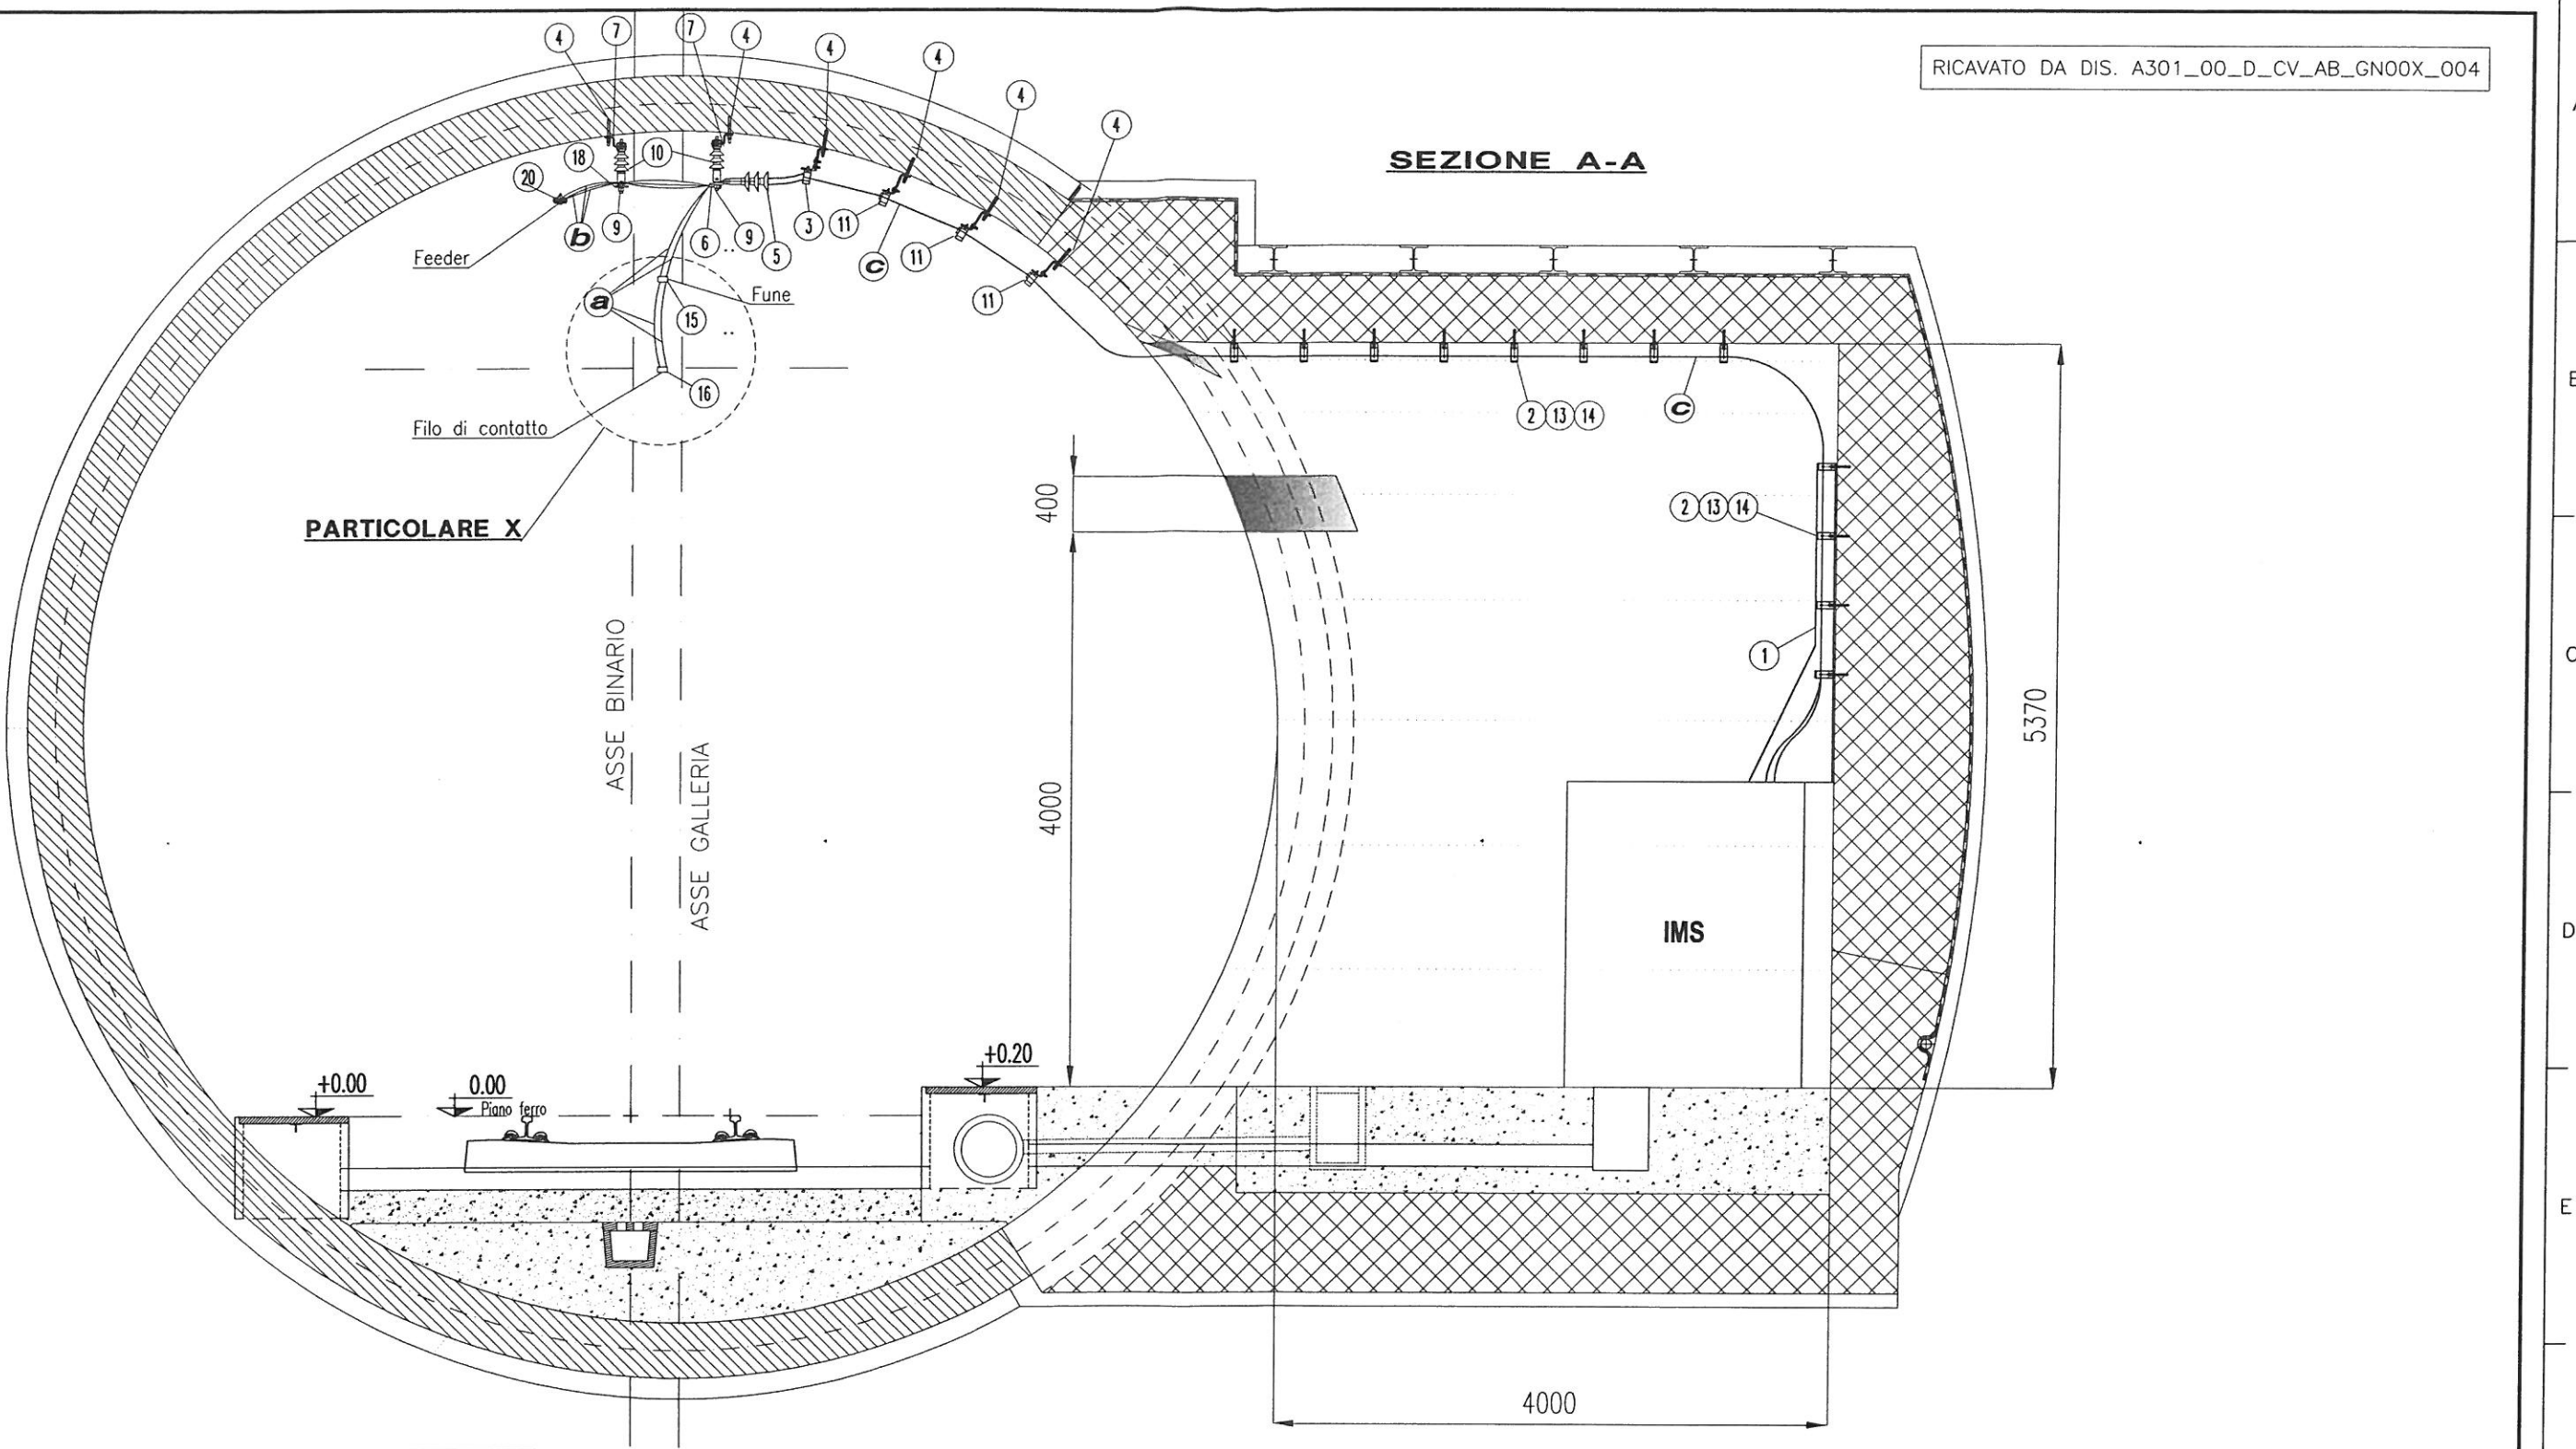 RICAVATO DA DIS. A301_00_D_CV_AB_GN00X_004
SEZIONE A-A
4 7 7 4 4 4 4 4
18 10
20
b 9 6 9 5 3 11 11 11
c
Feeder
a
Fune
15
16
Filo di contatto
PARTICOLARE X
2 13 14
c
400
2 13 14
ASSE BINARIO
ASSE GALLERIA
1
5370
4000
IMS
+0.00
0.00
Piano ferro
+0.20
4000
D
E